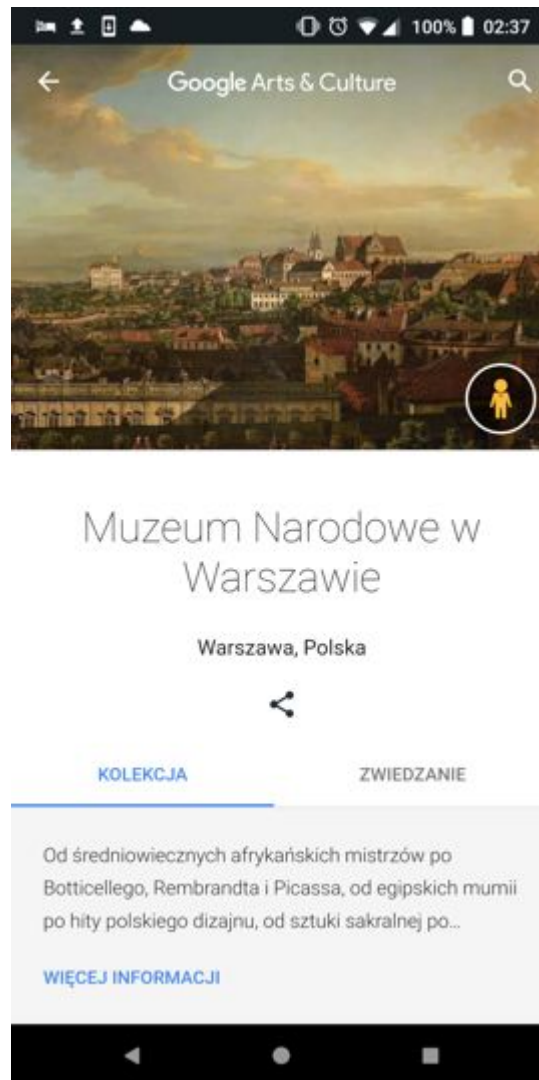 100% 02:37
Google Arts & Culture
Muzeum Narodowe w
Warszawie
Warszawa, Polska
KOLEKCJA ZWIEDZANIE
Od średniowiecznych afrykańskich mistrzów po
Botticellego, Rembrandta i Picassa, od egipskich mumii
po hity polskiego dizajnu, od sztuki sakralnej po...
WIĘCEJ INFORMACJI